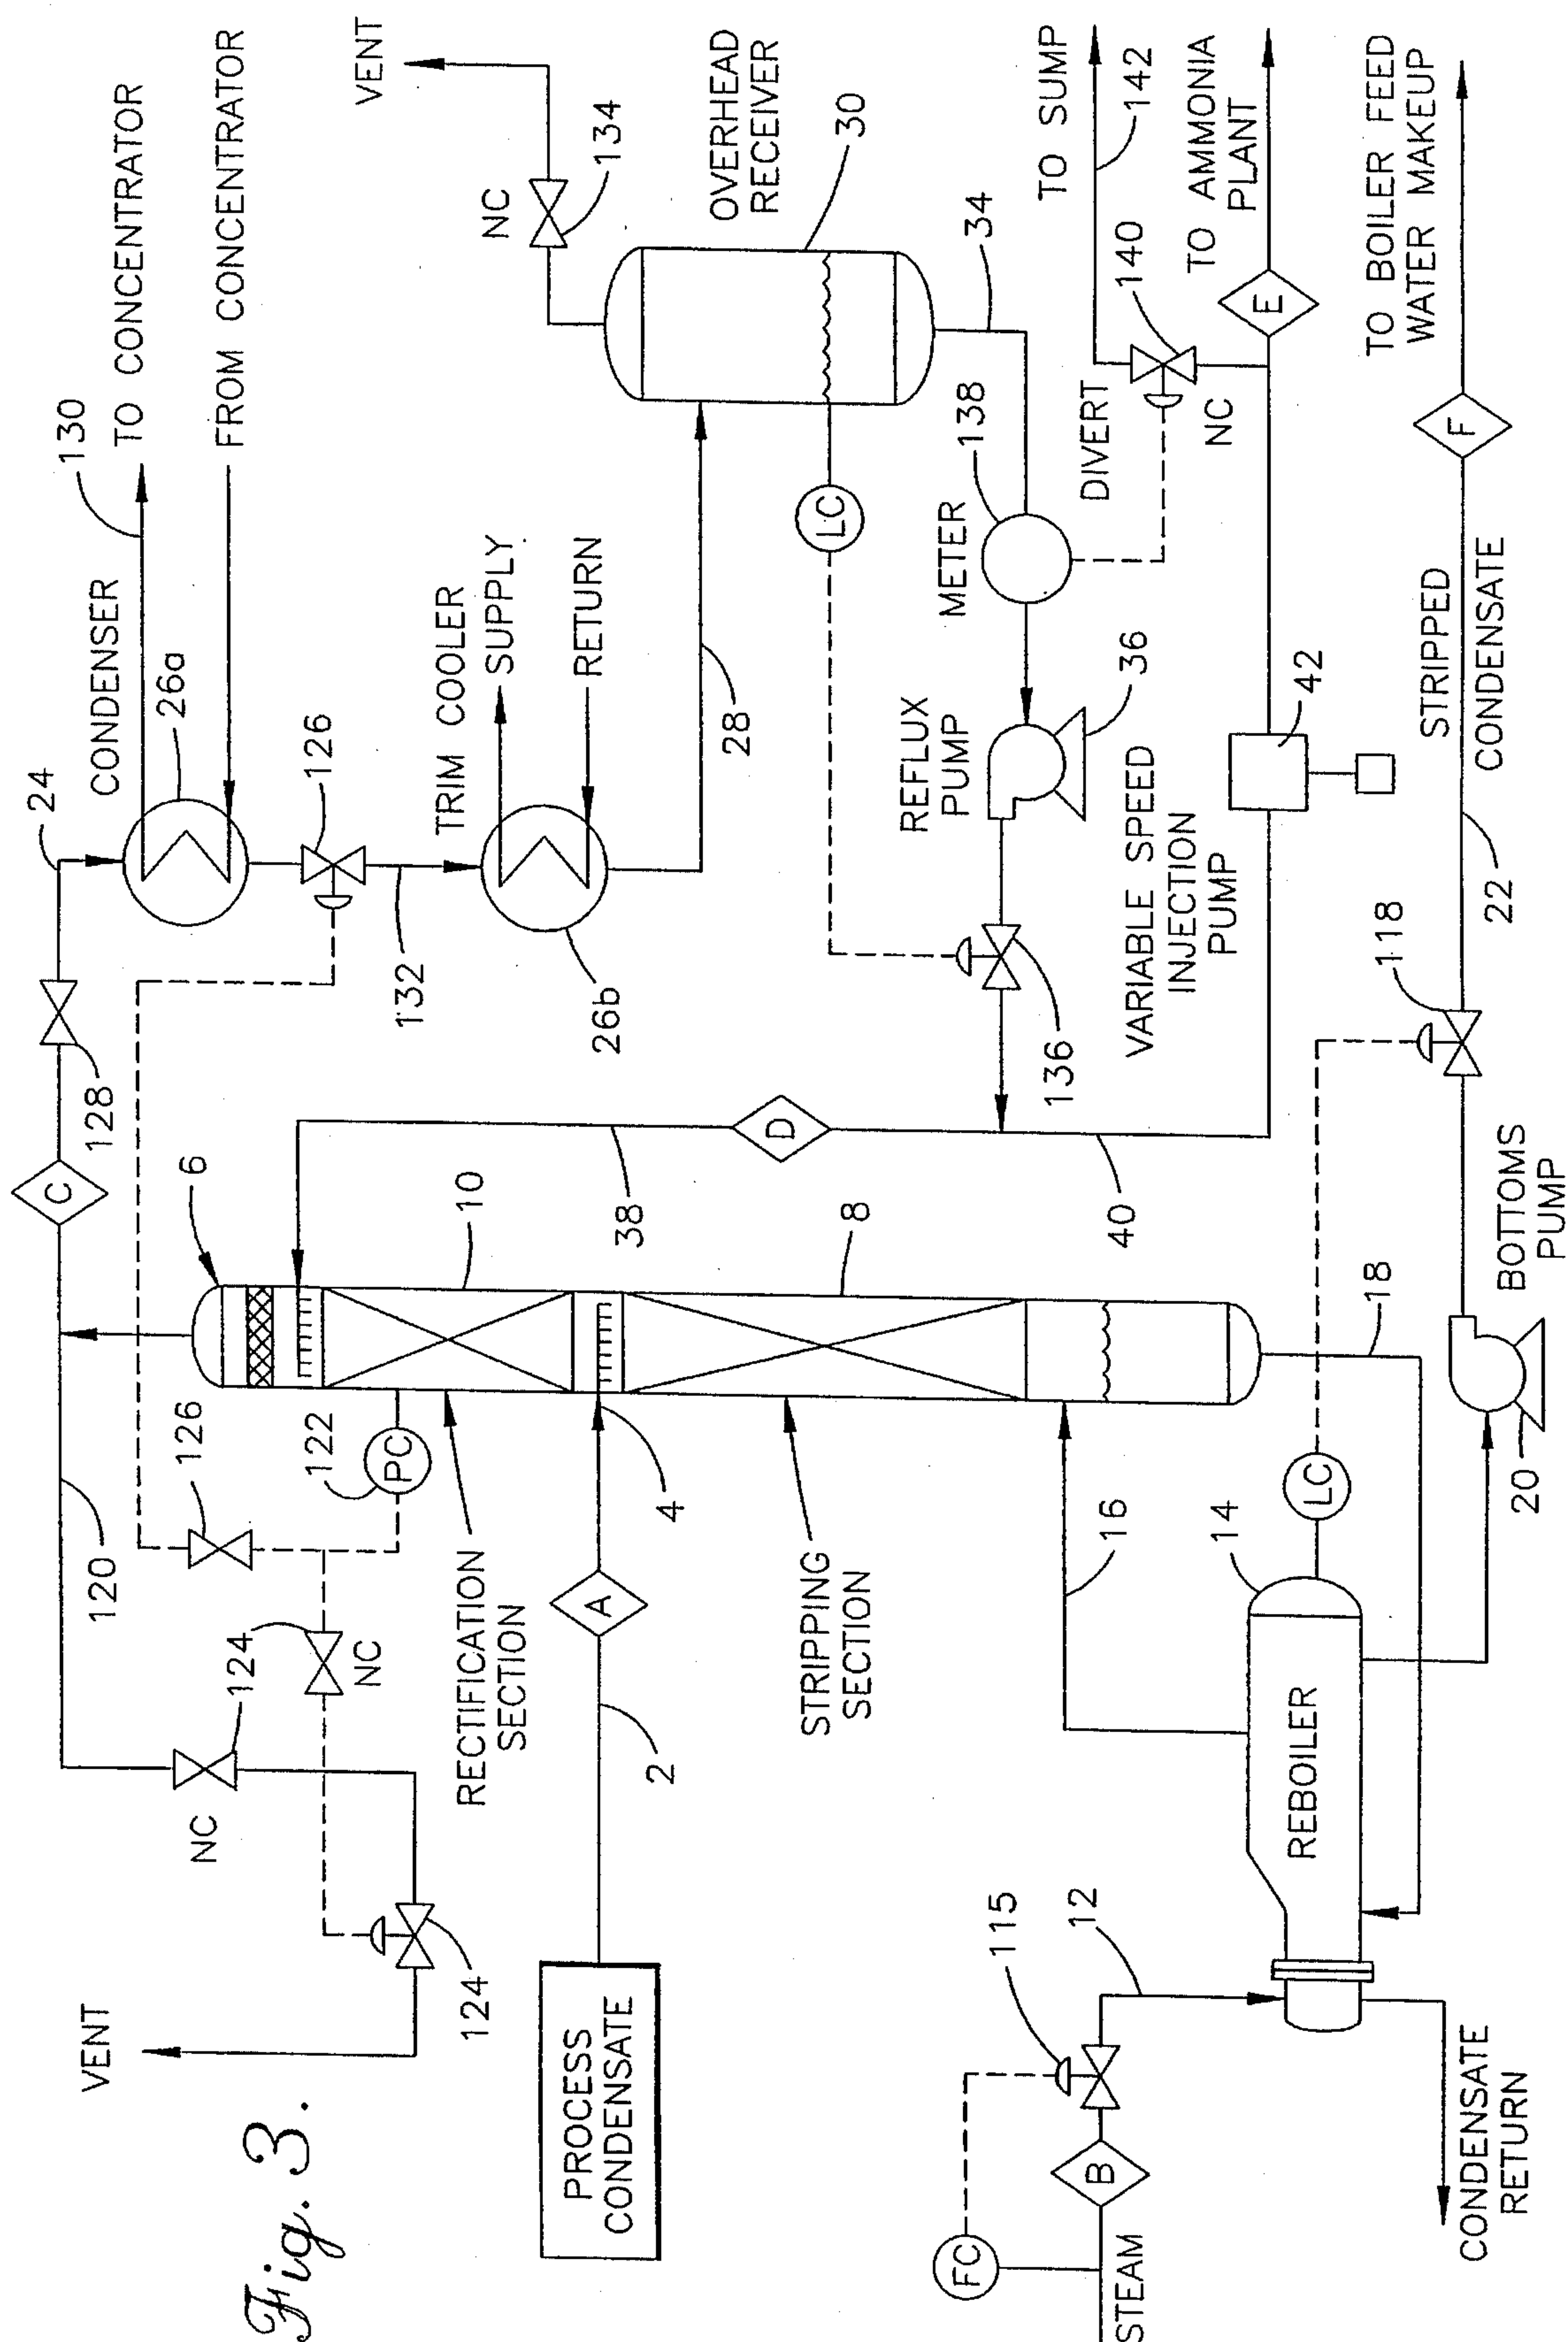 Fig. 3.
VENT
124
NC
124
NC
124
120
126
122
PC
C
128
24
CONDENSER
26a
130
TO CONCENTRATOR
FROM CONCENTRATOR
126
132
TRIM COOLER
SUPPLY
RETURN
26b
28
VENT
NC
134
OVERHEAD
RECEIVER
30
LC
34
METER
138
DIVERT
NC
140
TO SUMP
142
TO AMMONIA
PLANT
E
REFLUX
PUMP
36
136
VARIABLE SPEED
INJECTION
PUMP
42
6
10
38
D
8
40
PROCESS
CONDENSATE
2
A
4
RECTIFICATION
SECTION
STRIPPING
SECTION
16
18
FC
STEAM
B
115
12
REBOILER
14
LC
CONDENSATE
RETURN
20
BOTTOMS
PUMP
118
22
STRIPPED
CONDENSATE
F
TO BOILER FEED
WATER MAKEUP